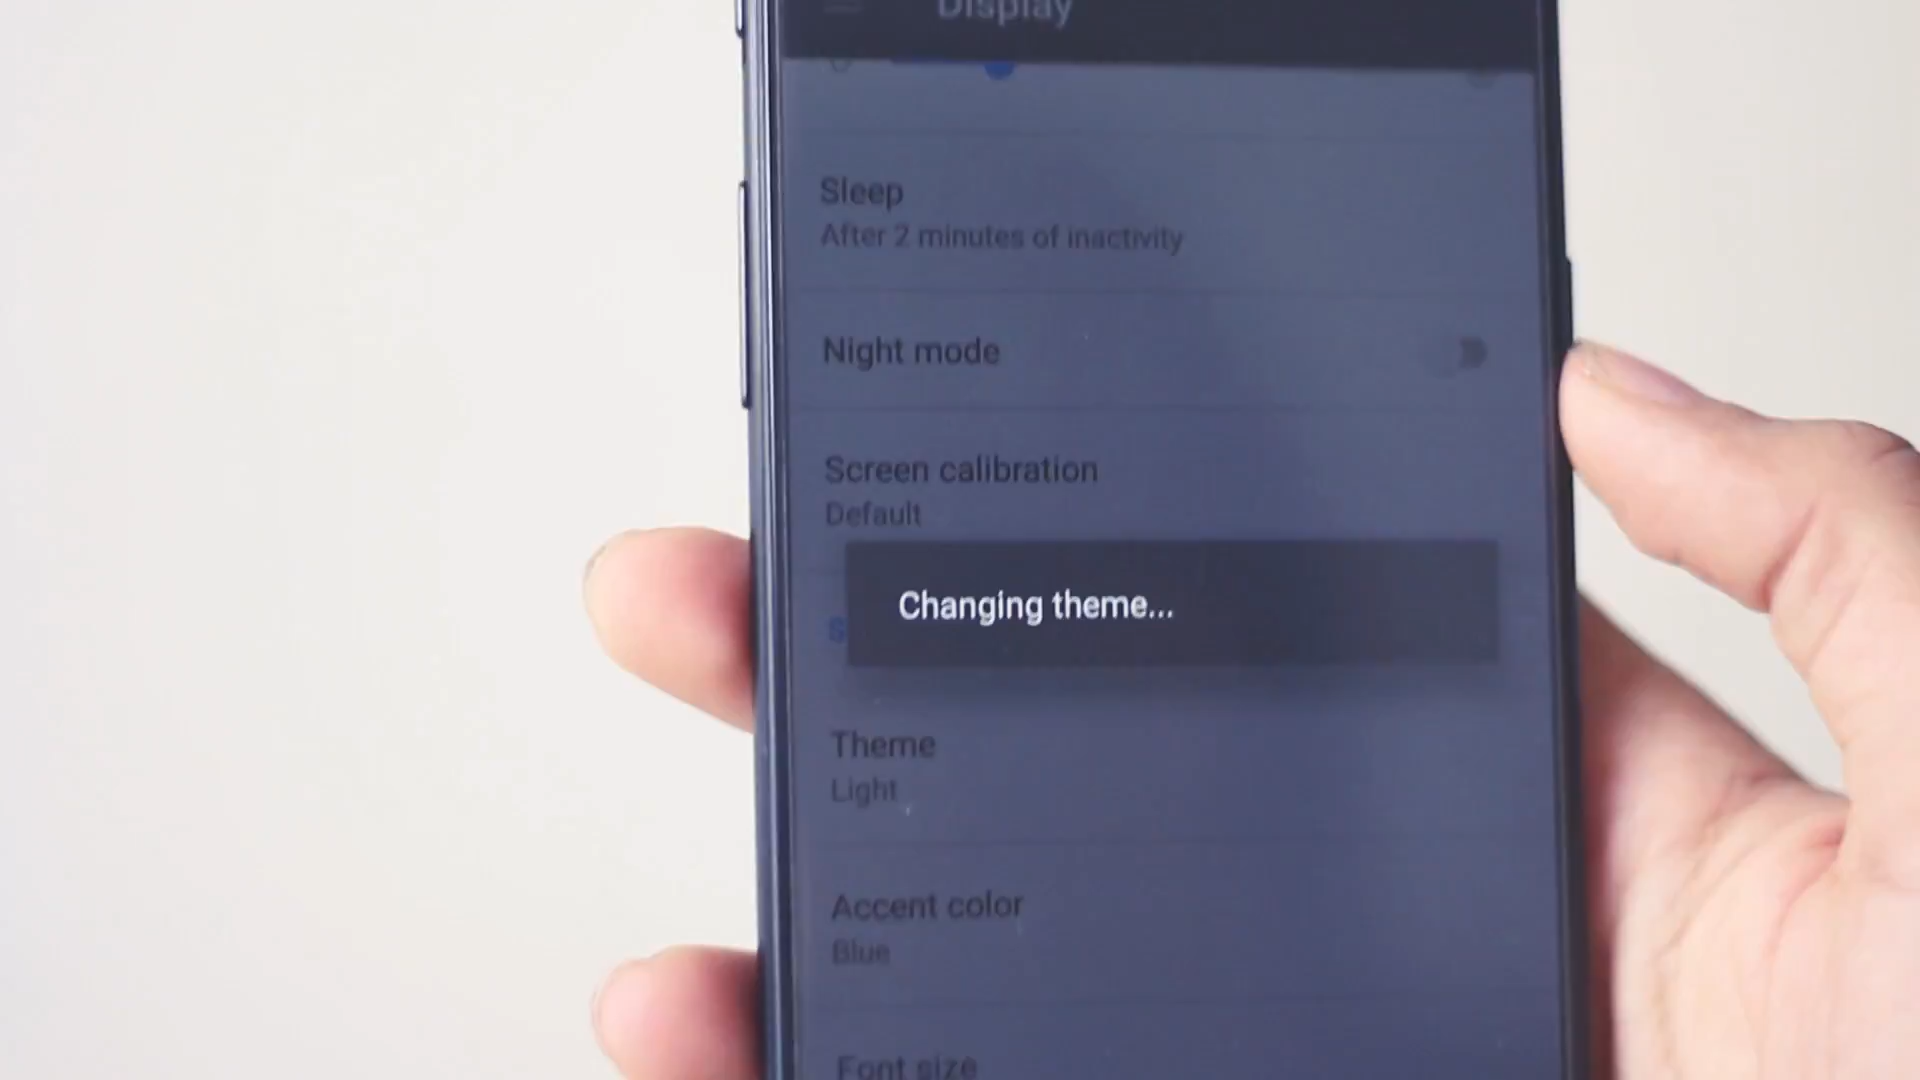 Display
Sleep
After 2 minutes of inactivity
Night mode
Screen calibration
Default
Changing theme...
Theme
Light
Accent color
Blue
Font size